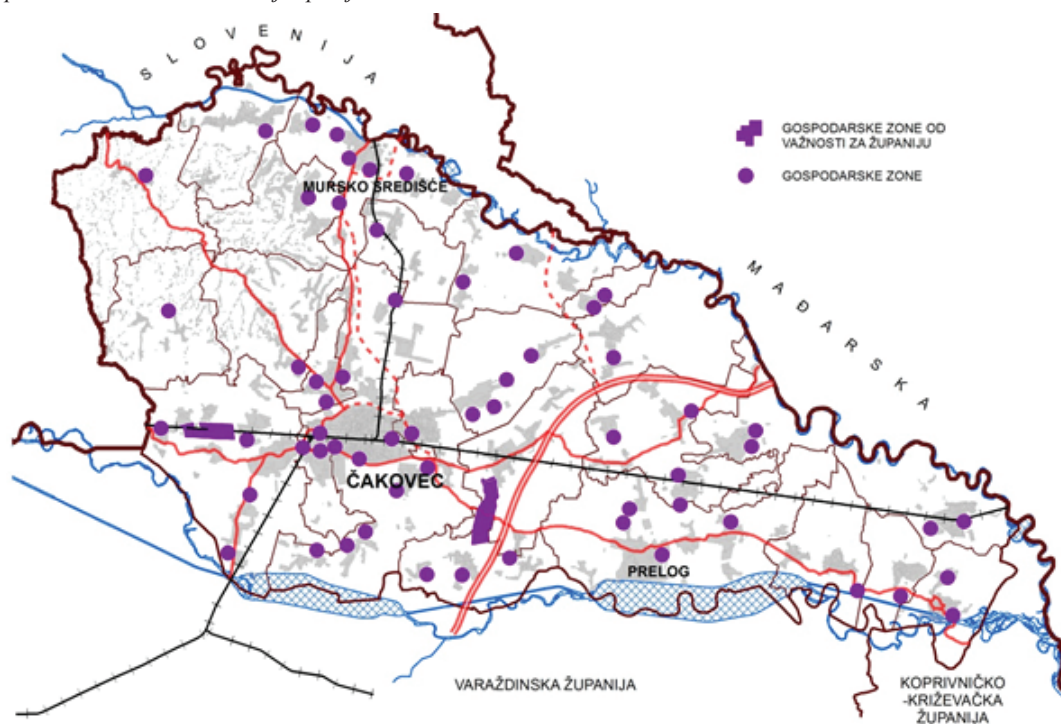 SLOVENIJA
GOSPODARSKE ZONE OD
VAŽNOSTI ZA ŽUPANIJU
GOSPODARSKE ZONE
MURSKO SREDIŠĆE
MAĐARSKA
ČAKOVEC
PRELOG
VARAŽDINSKA ŽUPANIJA
KOPRIVNIČKO
-KRIŽEVAČKA
ŽUPANIJA